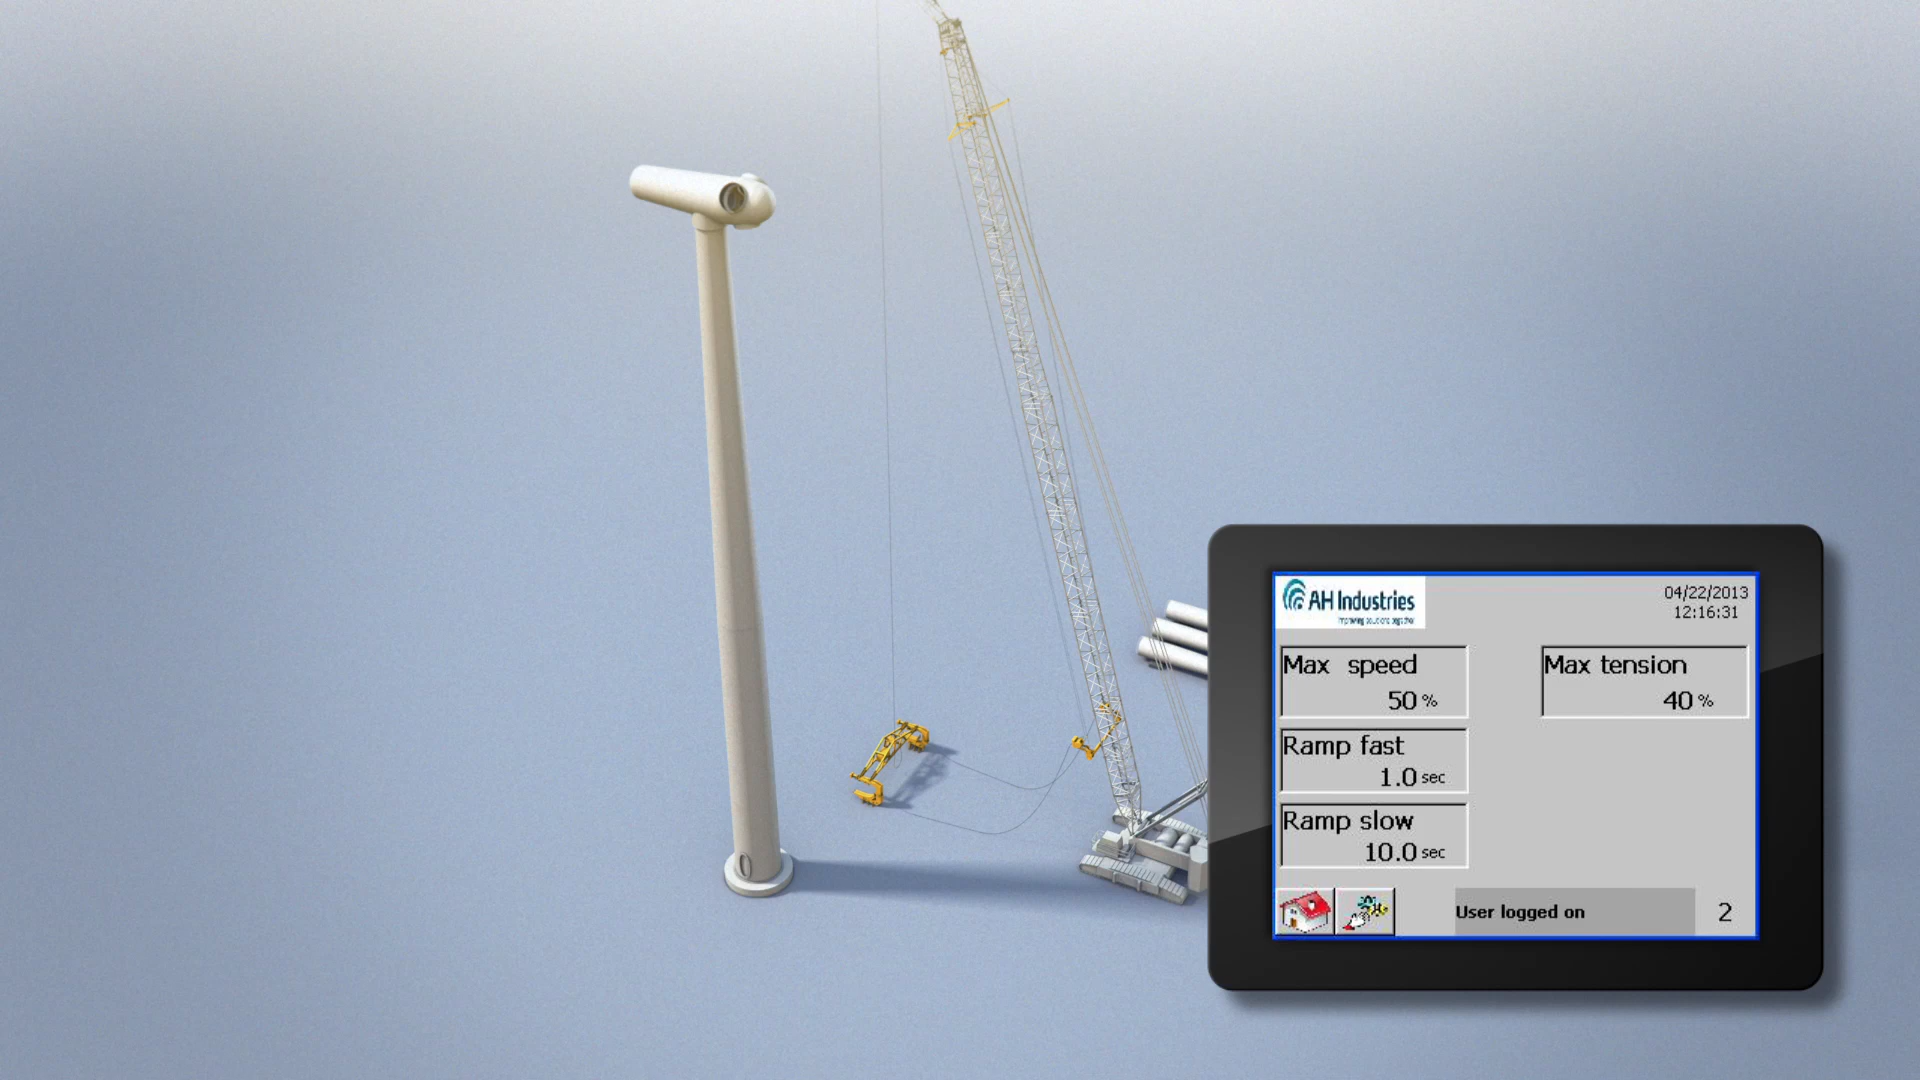 AH Industries
04/22/2013
12:16:31
Max speed
50 %
Max tension
40 %
Ramp fast
1.0 sec
Ramp slow
10.0 sec
User logged on
2